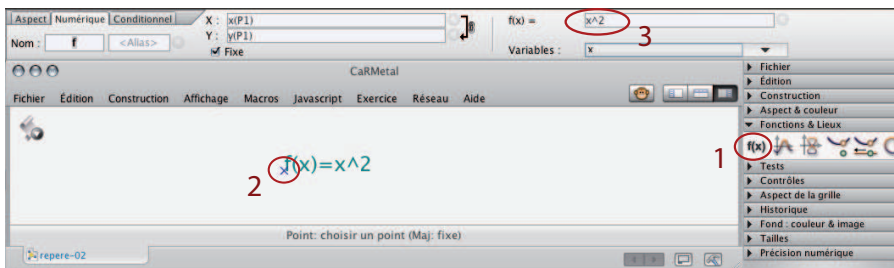 Aspect Numérique Conditionnel
X : x(P1)
f(x) = x^2
3
Nom : f <Alias>
Y : y(P1)
Fixe
Variables : x
CaRMetal
Fichier Édition Construction Affichage Macros Javascript Exercice Réseau Aide
f(x)=x^2
2
Point: choisir un point (Maj: fixe)
repere-02
Fichier
Édition
Construction
Aspect & couleur
Fonctions & Lieux
1 f(x)
Tests
Contrôles
Aspect de la grille
Historique
Fond : couleur & image
Tailles
Précision numérique